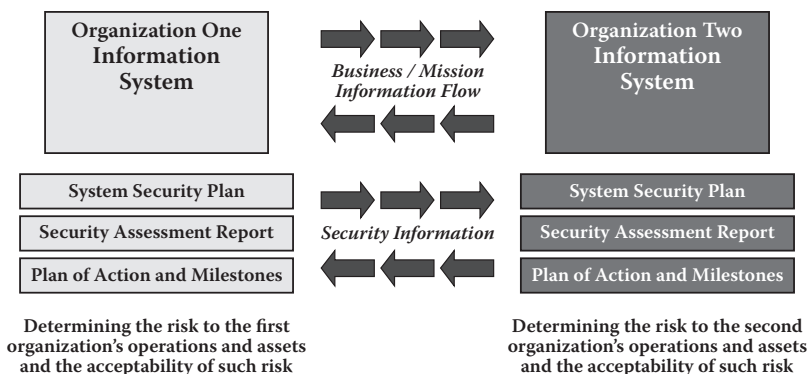 Organization One
Information
System
Business / Mission
Information Flow
Organization Two
Information
System
System Security Plan
Security Assessment Report
Plan of Action and Milestones
Security Information
System Security Plan
Security Assessment Report
Plan of Action and Milestones
Determining the risk to the first
organization's operations and assets
and the acceptability of such risk
Determining the risk to the second
organization's operations and assets
and the acceptability of such risk